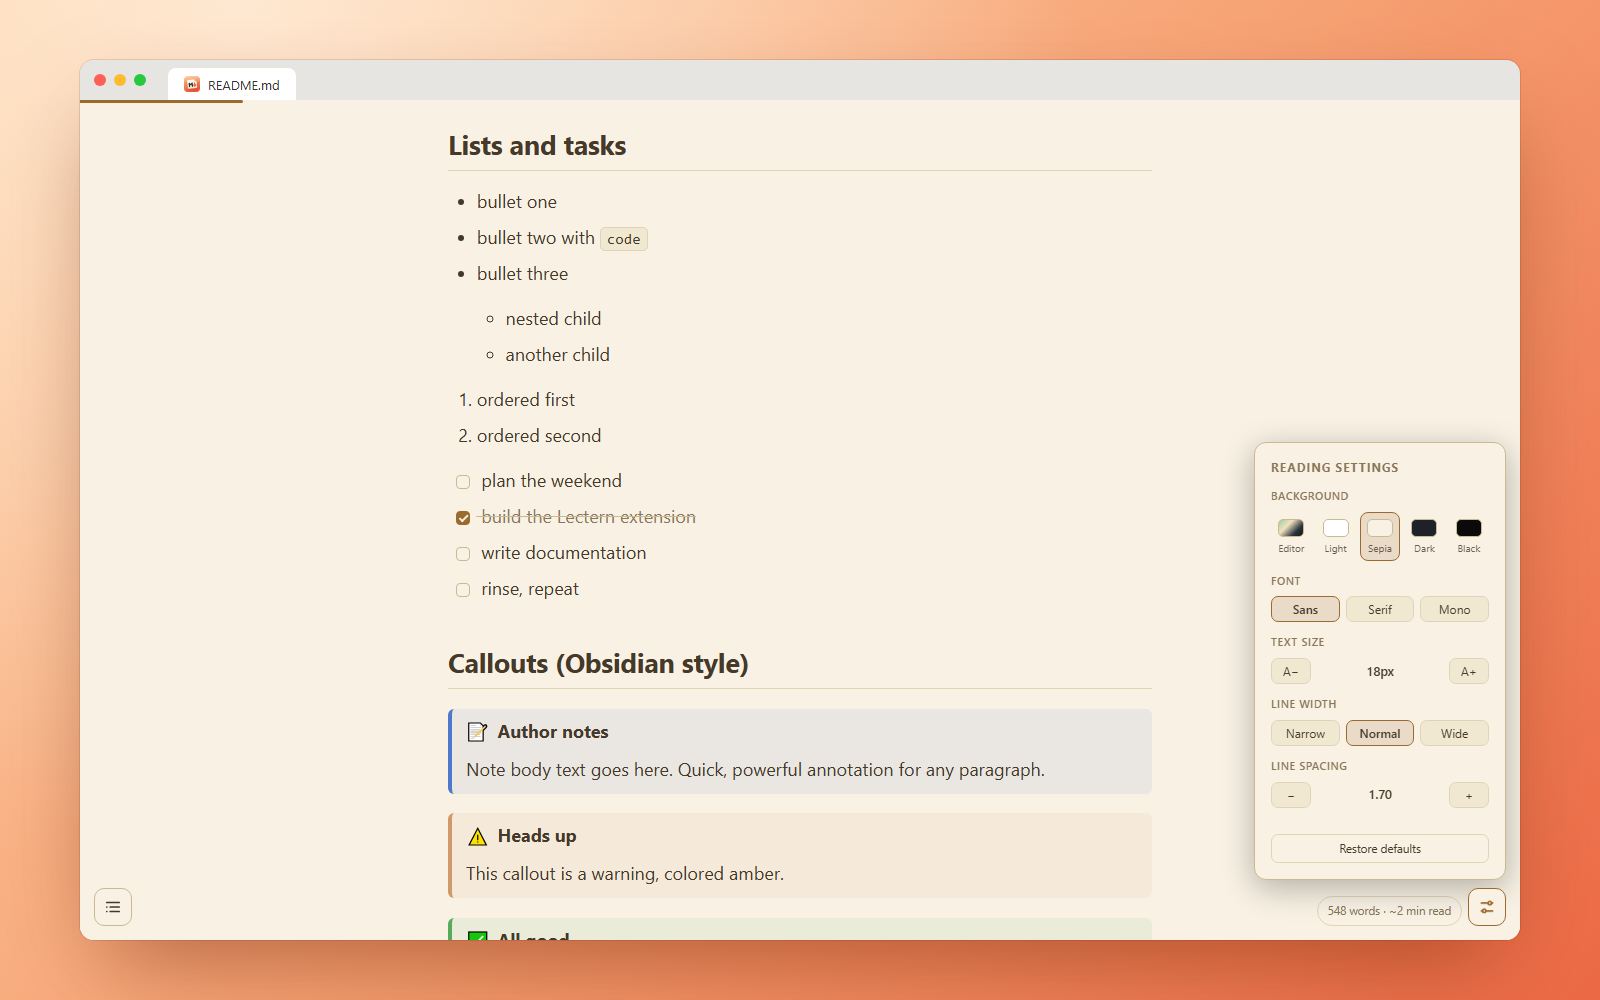 README.md
Lists and tasks
bullet one
bullet two with code
bullet three
nested child
another child
1. ordered first
2. ordered second
plan the weekend
build the Lectern extension
write documentation
rinse, repeat
Callouts (Obsidian style)
Author notes
Note body text goes here. Quick, powerful annotation for any paragraph.
Heads up
This callout is a warning, colored amber.
All good
READING SETTINGS
BACKGROUND
Editor Light Sepia Dark Black
FONT
Sans Serif Mono
TEXT SIZE
A− 18px A+
LINE WIDTH
Narrow Normal Wide
LINE SPACING
− 1.70 +
Restore defaults
548 words · ~2 min read